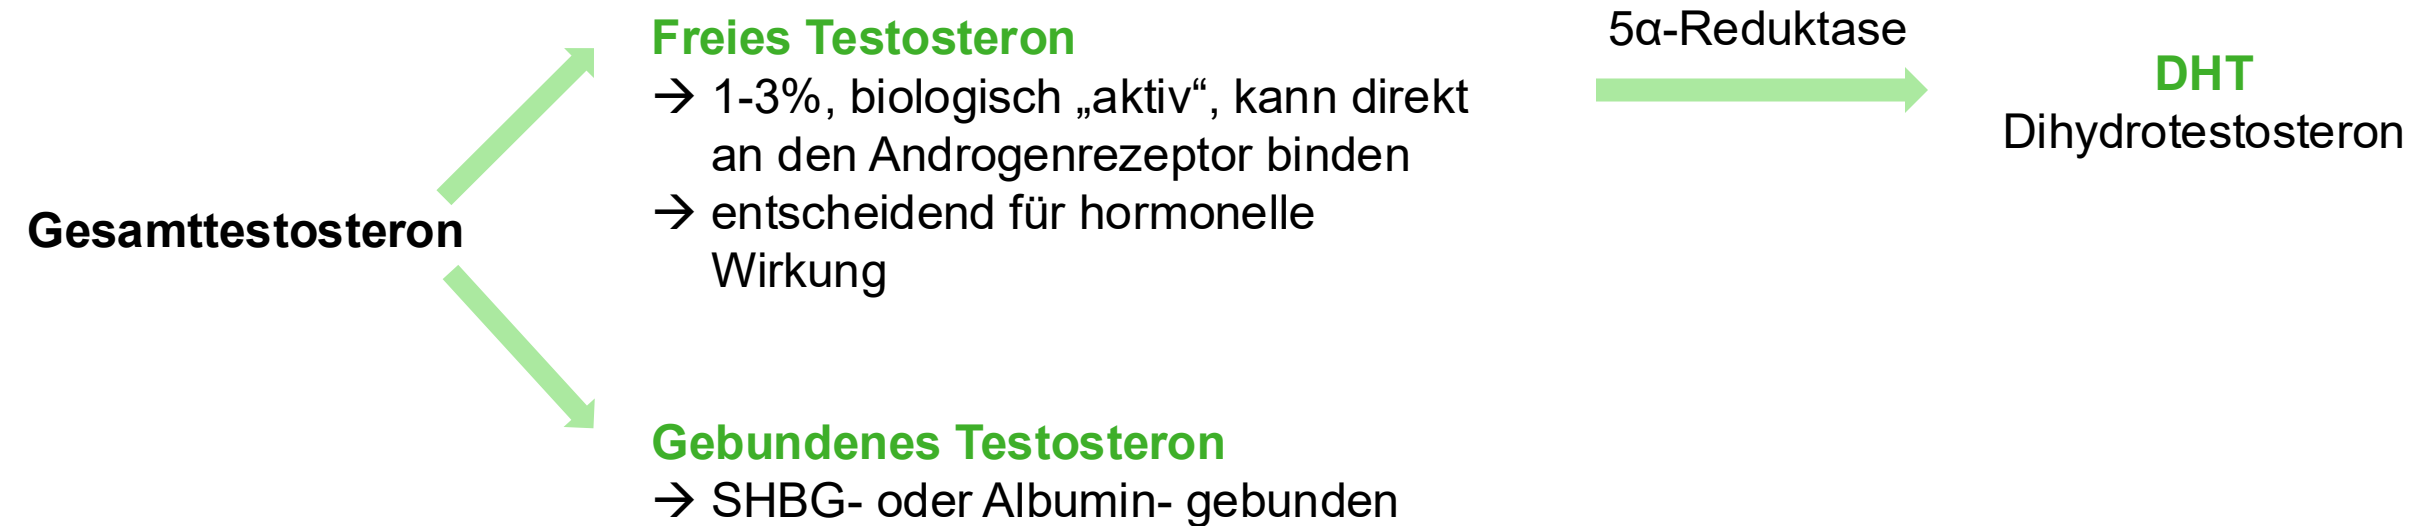 Gesamttestosteron
Freies Testosteron
→ 1-3%, biologisch „aktiv“, kann direkt
an den Androgenrezeptor binden
→ entscheidend für hormonelle
Wirkung
5α-Reduktase
DHT
Dihydrotestosteron
Gebundenes Testosteron
→ SHBG- oder Albumin- gebunden